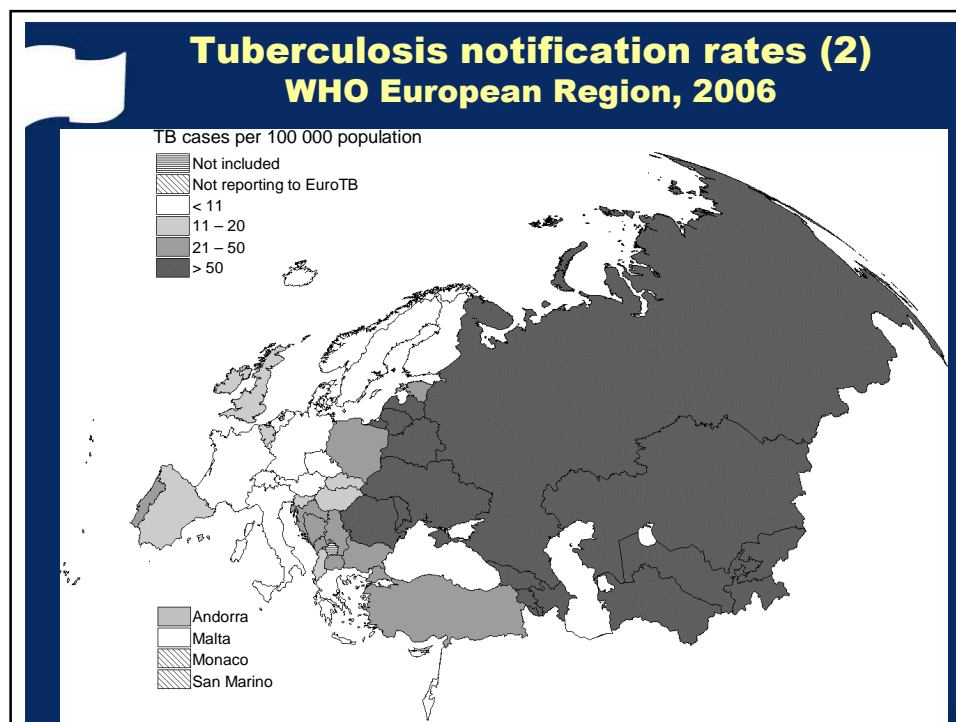 Tuberculosis notification rates (2)
WHO European Region, 2006
TB cases per 100 000 population
Not included
Not reporting to EuroTB
< 11
11 – 20
21 – 50
> 50
Andorra
Malta
Monaco
San Marino